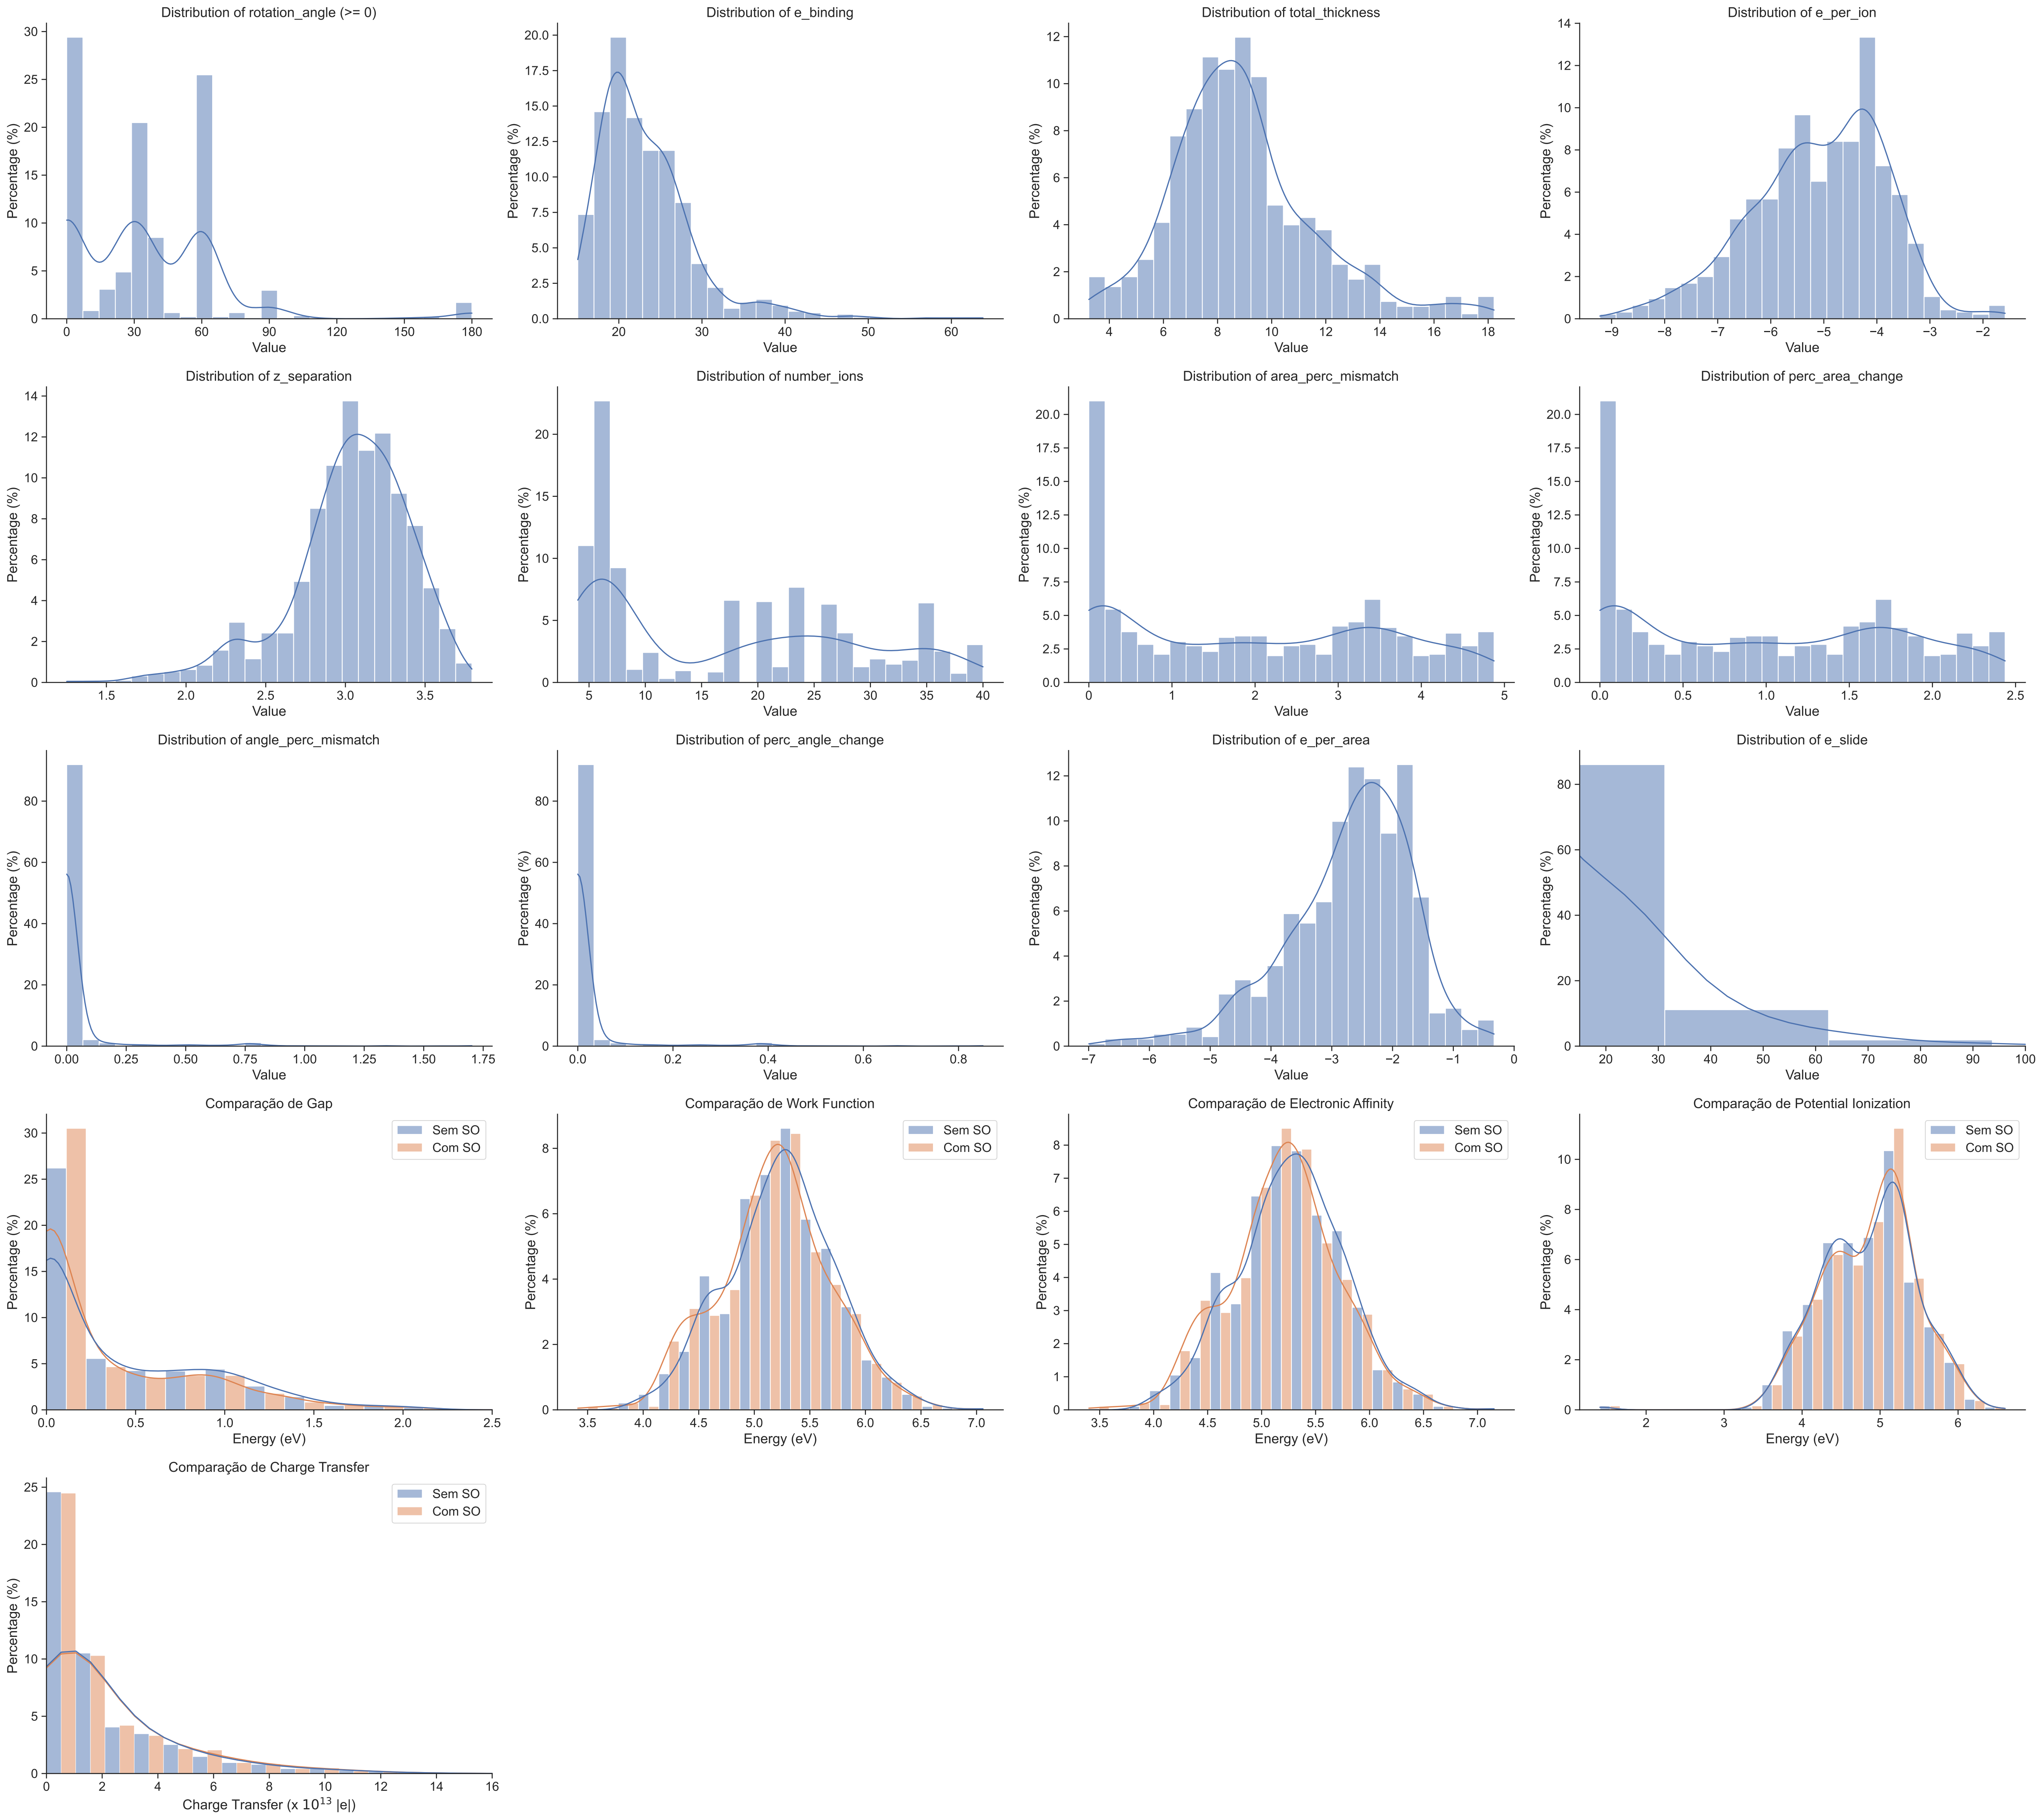 Distribution of rotation_angle (>= 0)
Percentage (%)
30
25
20
15
10
5
0
0 30 60 90 120 150 180
Value
Distribution of e_binding
Percentage (%)
20.0
17.5
15.0
12.5
10.0
7.5
5.0
2.5
0.0
20 30 40 50 60
Value
Distribution of total_thickness
Percentage (%)
12
10
8
6
4
2
0
4 6 8 10 12 14 16 18
Value
Distribution of e_per_ion
Percentage (%)
14
12
10
8
6
4
2
0
−9 −8 −7 −6 −5 −4 −3 −2
Value
Distribution of z_separation
Percentage (%)
14
12
10
8
6
4
2
0
1.5 2.0 2.5 3.0 3.5
Value
Distribution of number_ions
Percentage (%)
20
15
10
5
0
5 10 15 20 25 30 35 40
Value
Distribution of area_perc_mismatch
Percentage (%)
20.0
17.5
15.0
12.5
10.0
7.5
5.0
2.5
0.0
0 1 2 3 4 5
Value
Distribution of perc_area_change
Percentage (%)
20.0
17.5
15.0
12.5
10.0
7.5
5.0
2.5
0.0
0.0 0.5 1.0 1.5 2.0 2.5
Value
Distribution of angle_perc_mismatch
Percentage (%)
80
60
40
20
0
0.00 0.25 0.50 0.75 1.00 1.25 1.50 1.75
Value
Distribution of perc_angle_change
Percentage (%)
80
60
40
20
0
0.0 0.2 0.4 0.6 0.8
Value
Distribution of e_per_area
Percentage (%)
12
10
8
6
4
2
0
−7 −6 −5 −4 −3 −2 −1 0
Value
Distribution of e_slide
Percentage (%)
80
60
40
20
0
20 30 40 50 60 70 80 90 100
Value
Comparação de Gap
Sem SO
Com SO
Percentage (%)
30
25
20
15
10
5
0
0.0 0.5 1.0 1.5 2.0 2.5
Energy (eV)
Comparação de Work Function
Sem SO
Com SO
Percentage (%)
8
6
4
2
0
3.5 4.0 4.5 5.0 5.5 6.0 6.5 7.0
Energy (eV)
Comparação de Electronic Affinity
Sem SO
Com SO
Percentage (%)
8
7
6
5
4
3
2
1
0
3.5 4.0 4.5 5.0 5.5 6.0 6.5 7.0
Energy (eV)
Comparação de Potential Ionization
Sem SO
Com SO
Percentage (%)
10
8
6
4
2
0
2 3 4 5 6
Energy (eV)
Comparação de Charge Transfer
Sem SO
Com SO
Percentage (%)
25
20
15
10
5
0
0 2 4 6 8 10 12 14 16
Charge Transfer (x 10¹³ |e|)